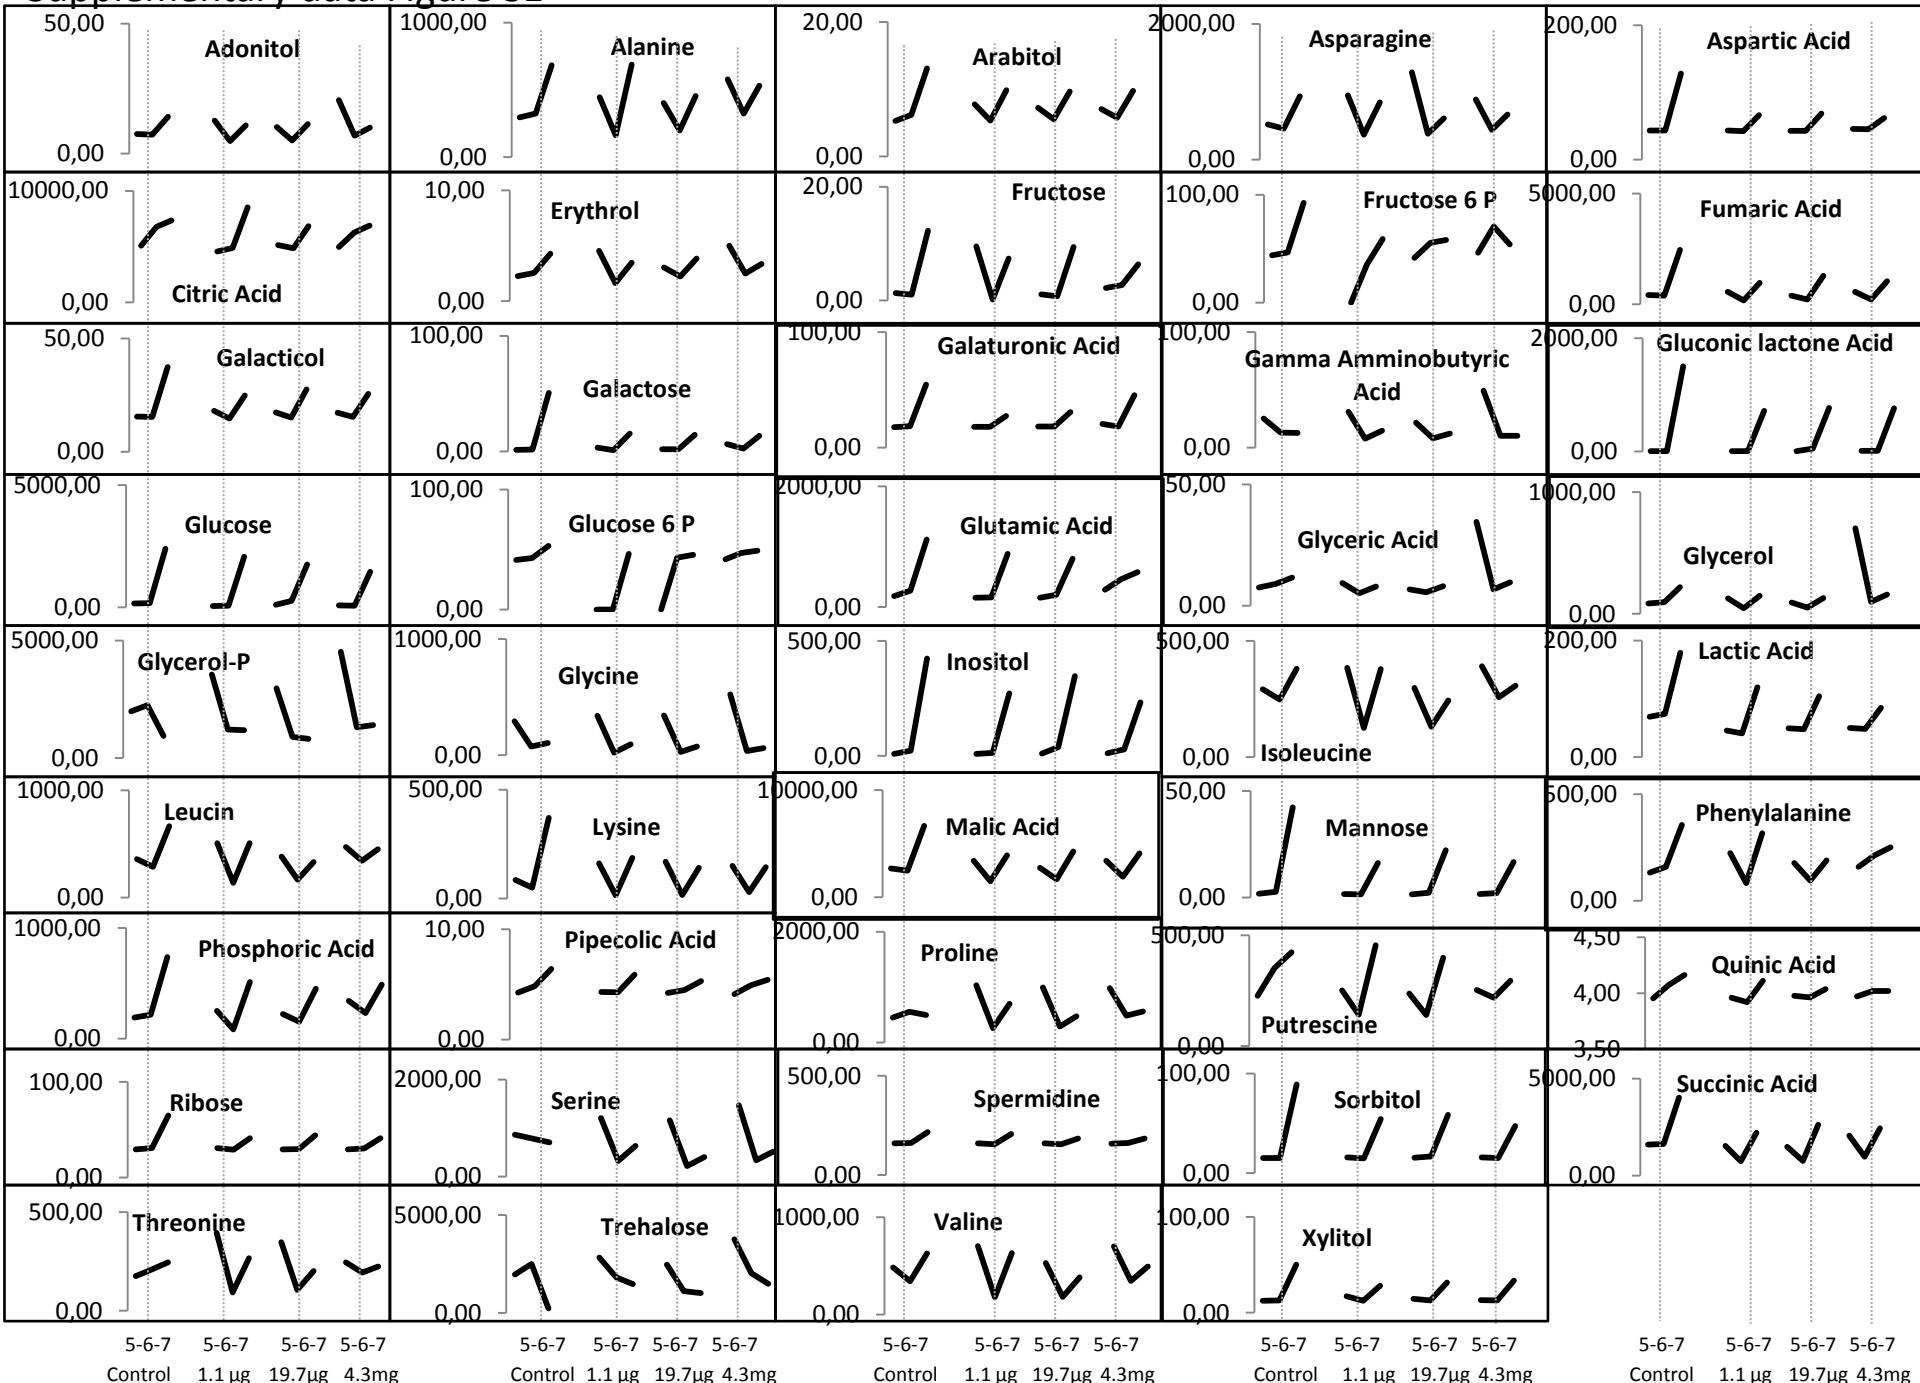 Supplementary data Figure S2
50,00 Adonitol 0,00
1000,00 Alanine 0,00
20,00 Arabitol 0,00
2000,00 Asparagine 0,00
200,00 Aspartic Acid 0,00
10000,00 0,00 Citric Acid
10,00 Erythrol 0,00
20,00 Fructose 0,00
100,00 Fructose 6 P 0,00
5000,00 Fumaric Acid 0,00
50,00 Galacticol 0,00
100,00 Galactose 0,00
100,00 Galaturonic Acid 0,00
100,00 Gamma Amminobutyric
Acid 0,00
2000,00 Gluconic lactone Acid 0,00
5000,00 Glucose 0,00
100,00 Glucose 6 P 0,00
2000,00 Glutamic Acid 0,00
50,00 Glyceric Acid 0,00
1000,00 Glycerol 0,00
5000,00 Glycerol-P 0,00
1000,00 Glycine 0,00
500,00 Inositol 0,00
500,00 0,00 Isoleucine
200,00 Lactic Acid 0,00
1000,00 Leucin 0,00
500,00 Lysine 0,00
10000,00 Malic Acid 0,00
50,00 Mannose 0,00
500,00 Phenylalanine 0,00
1000,00 Phosphoric Acid 0,00
10,00 Pipecolic Acid 0,00
2000,00 Proline 0,00
500,00 Putrescine 0,00
4,50 Quinic Acid 4,00 3,50
100,00 Ribose 0,00
2000,00 Serine 0,00
500,00 Spermidine 0,00
100,00 Sorbitol 0,00
5000,00 Succinic Acid 0,00
500,00 Threonine 0,00
5000,00 Trehalose 0,00
1000,00 Valine 0,00
100,00 Xylitol 0,00
5-6-7 5-6-7 5-6-7 5-6-7 5-6-7 5-6-7 5-6-7 5-6-7 5-6-7 5-6-7 5-6-7 5-6-7 5-6-7 5-6-7 5-6-7 5-6-7 5-6-7 5-6-7 5-6-7 5-6-7
Control 1.1 µg 19.7µg 4.3mg Control 1.1 µg 19.7µg 4.3mg Control 1.1 µg 19.7µg 4.3mg Control 1.1 µg 19.7µg 4.3mg Control 1.1 µg 19.7µg 4.3mg